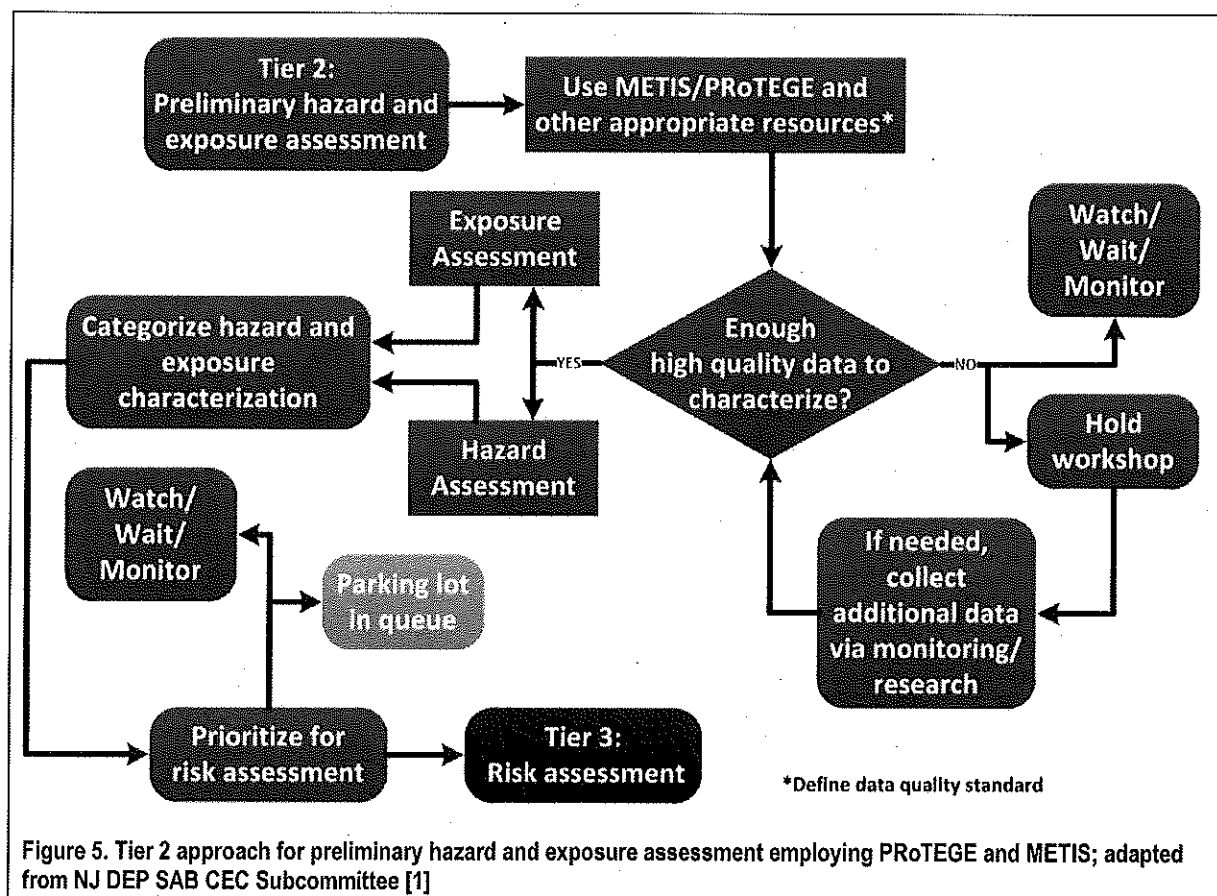 Tier 2:
Preliminary hazard and
exposure assessment
Use METIS/PRoTEGE and
other appropriate resources*
Exposure
Assessment
Watch/
Wait/
Monitor
Categorize hazard and
exposure
characterization
YES
Enough
high quality data to
characterize?
NO
Hazard
Assessment
Hold
workshop
Watch/
Wait/
Monitor
Parking lot
in queue
If needed,
collect
additional data
via monitoring/
research
Prioritize for
risk assessment
Tier 3:
Risk assessment
*Define data quality standard
Figure 5. Tier 2 approach for preliminary hazard and exposure assessment employing PRoTEGE and METIS; adapted
from NJ DEP SAB CEC Subcommittee [1]